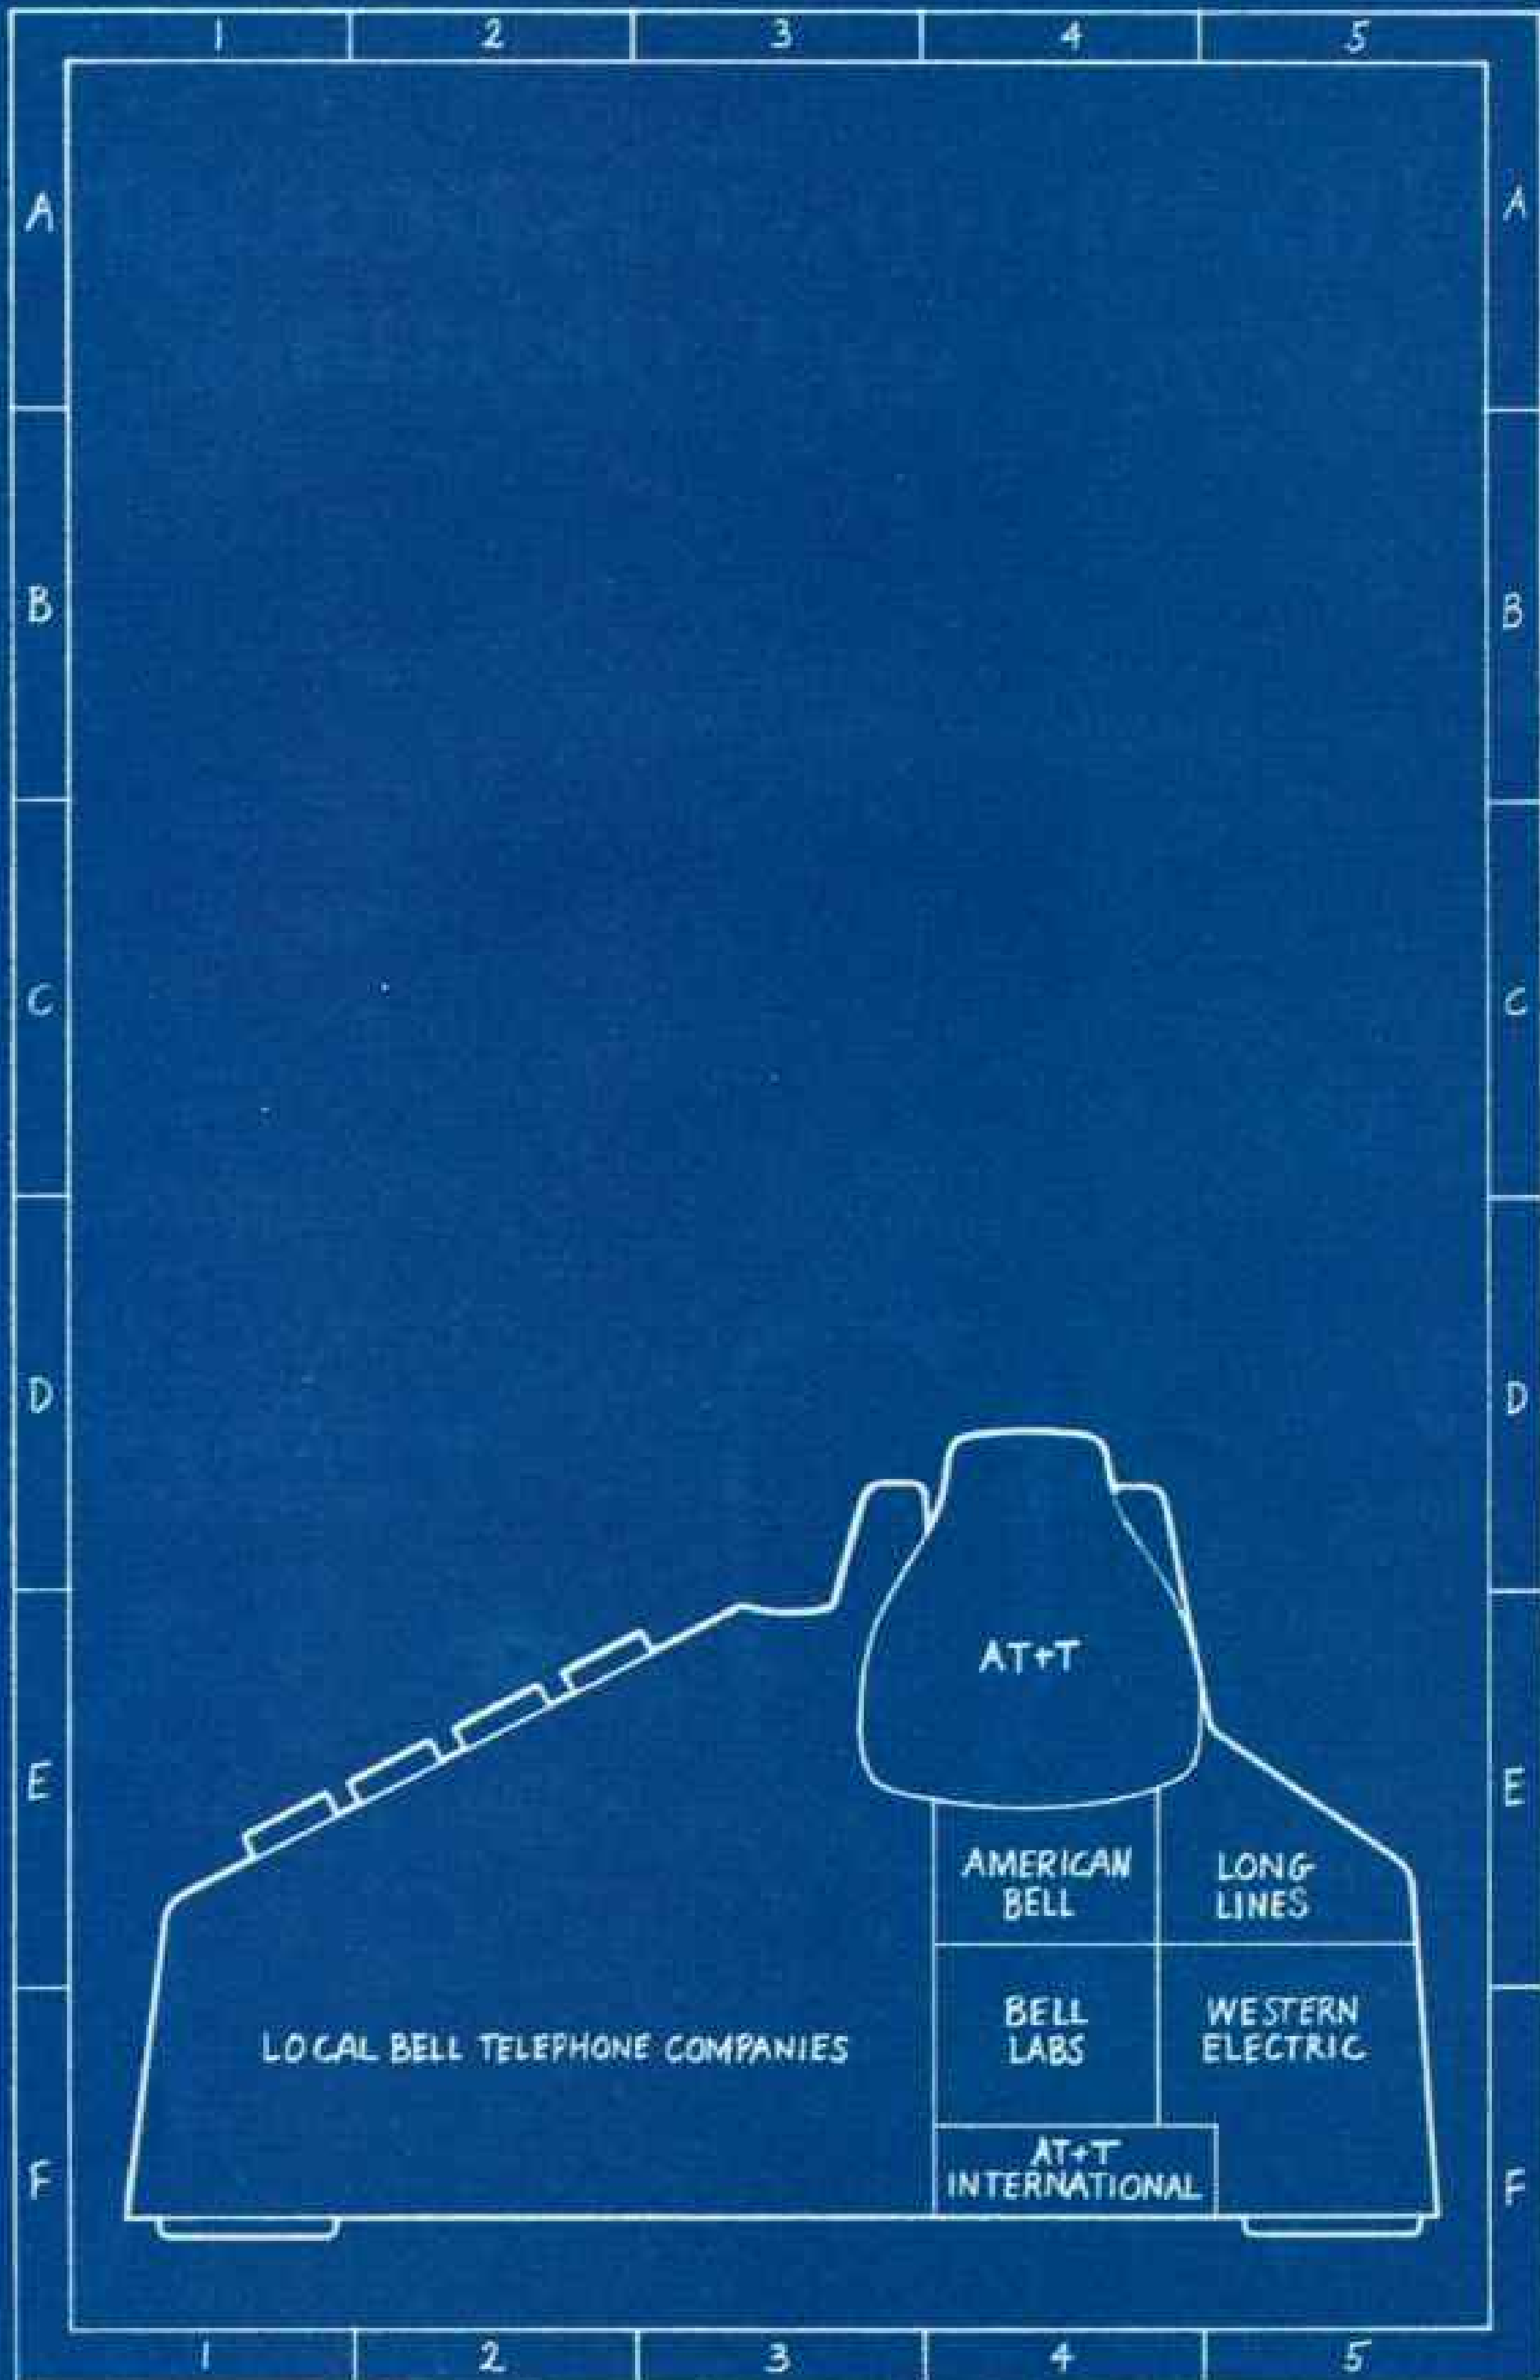 1 2 3 4 5
A A
B B
C C
D D
E E
F F
AT+T
AMERICAN
BELL
LONG
LINES
BELL
LABS
WESTERN
ELECTRIC
LOCAL BELL TELEPHONE COMPANIES
AT+T
INTERNATIONAL
1 2 3 4 5